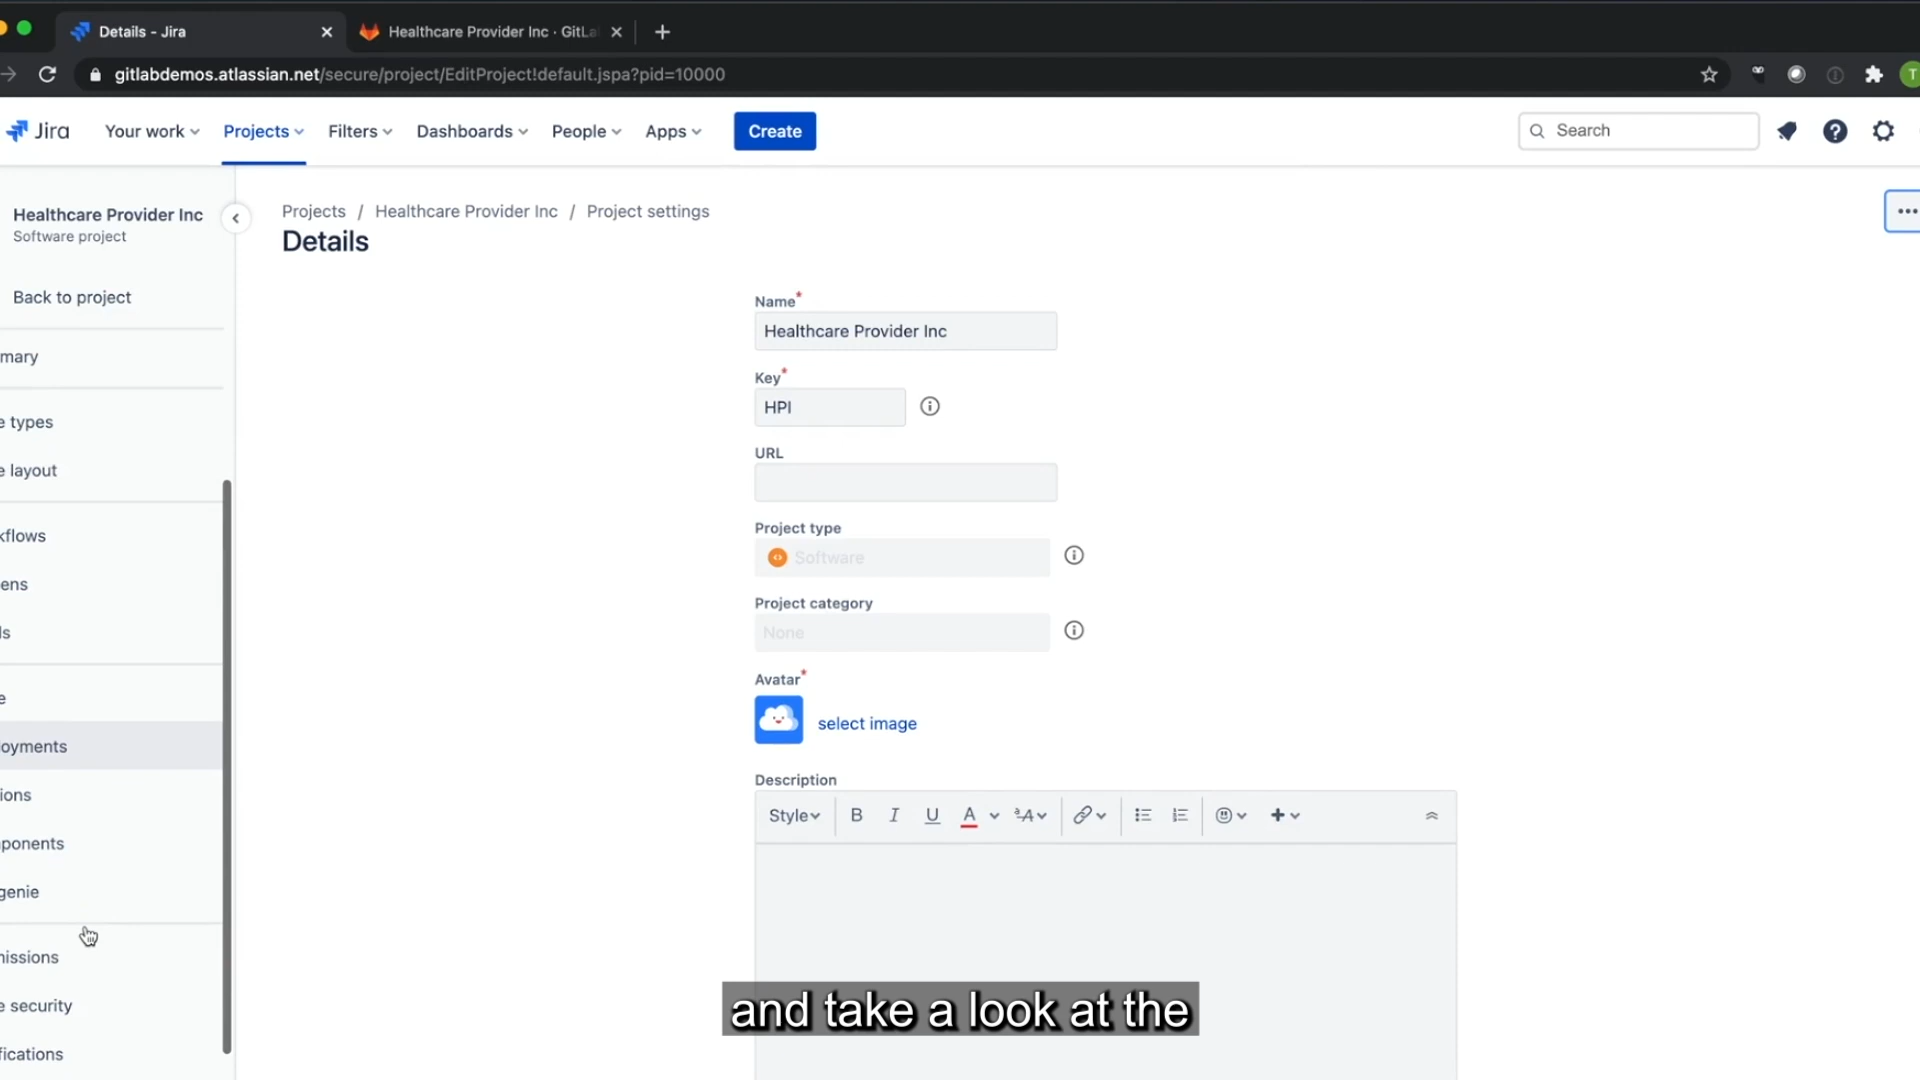 Details - Jira
Healthcare Provider Inc · GitLa
gitlabdemos.atlassian.net/secure/project/EditProject!default.jspa?pid=10000
T
Jira
Your work
Projects
Filters
Dashboards
People
Apps
Create
Search
Healthcare Provider Inc
Software project
Back to project
mary
e types
e layout
kflows
ens
ls
e
oyments
ions
ponents
genie
nissions
e security
fications
Projects / Healthcare Provider Inc / Project settings
Details
Name*
Healthcare Provider Inc
Key*
HPI
URL
Project type
Software
Project category
None
Avatar*
select image
Description
Style
B I U A
and take a look at the